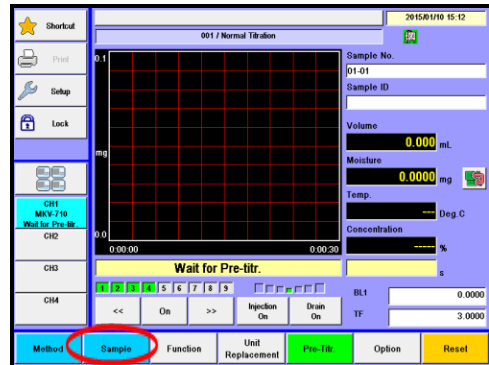 Shortcut
2015/01/10 15:12
001 / Normal Titration
Print
Setup
Lock
0.1
mg
0.0
0:00:00
0:00:30
Sample No.
01-01
Sample ID
Volume
0.000 mL
Moisture
0.0000 mg
Temp.
--- Deg.C
Concentration
----- %
CH1
MKV-710
Wait for Pre-titr.
CH2
CH3
CH4
Wait for Pre-titr.
s
1 2 3 4 5 6 7 8 9
<< On >> Injection On Drain On
BL1 0.0000
TF 3.0000
Method Sample Function Unit Replacement Pre-Titr. Option Reset